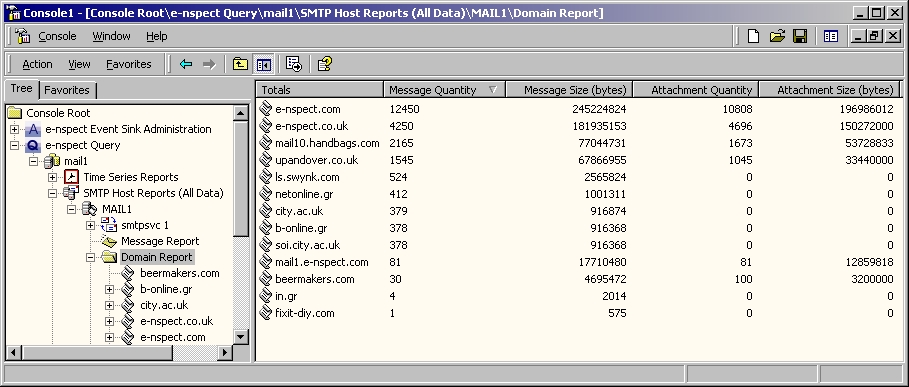 Console1 - [Console Root\e-nspect Query\mail1\SMTP Host Reports (All Data)\MAIL1\Domain Report]
Console Window Help
Action View Favorites
Tree Favorites
Console Root
e-nspect Event Sink Administration
e-nspect Query
mail1
Time Series Reports
SMTP Host Reports (All Data)
MAIL1
smtpsvc 1
Message Report
Domain Report
beermakers.com
b-online.gr
city.ac.uk
e-nspect.co.uk
e-nspect.com
Totals Message Quantity Message Size (bytes) Attachment Quantity Attachment Size (bytes)
e-nspect.com 12450 245224824 10808 196986012
e-nspect.co.uk 4250 181935153 4696 150272000
mail10.handbags.com 2165 77044731 1673 53728833
upandover.co.uk 1545 67866955 1045 33440000
ls.swynk.com 524 2565824 0 0
netonline.gr 412 1001311 0 0
city.ac.uk 379 916874 0 0
b-online.gr 378 916368 0 0
soi.city.ac.uk 378 916368 0 0
mail1.e-nspect.com 81 17710480 81 12859818
beermakers.com 30 4695472 100 3200000
in.gr 4 2014 0 0
fixit-diy.com 1 575 0 0